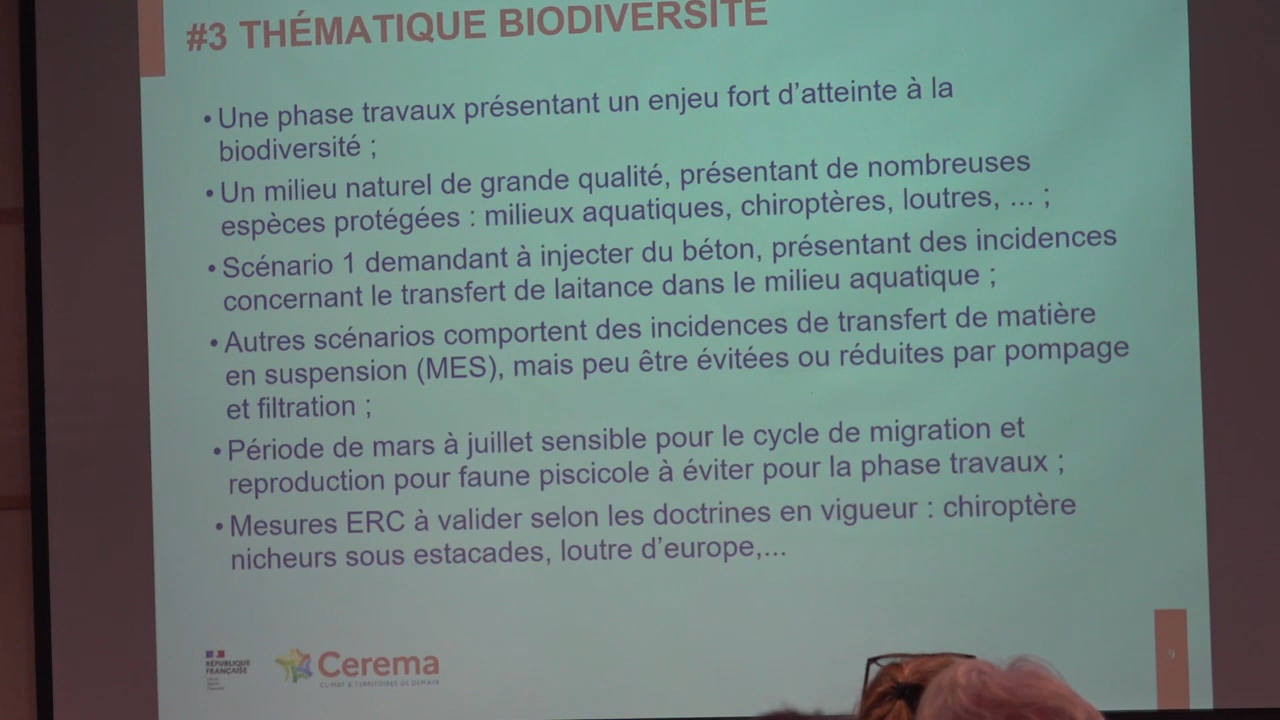 #3 THÉMATIQUE BIODIVERSITÉ
• Une phase travaux présentant un enjeu fort d'atteinte à la
biodiversité ;
• Un milieu naturel de grande qualité, présentant de nombreuses
espèces protégées : milieux aquatiques, chiroptères, loutres, ... ;
• Scénario 1 demandant à injecter du béton, présentant des incidences
concernant le transfert de laitance dans le milieu aquatique ;
• Autres scénarios comportent des incidences de transfert de matière
en suspension (MES), mais peu être évitées ou réduites par pompage
et filtration ;
• Période de mars à juillet sensible pour le cycle de migration et
reproduction pour faune piscicole à éviter pour la phase travaux ;
• Mesures ERC à valider selon les doctrines en vigueur : chiroptère
nicheurs sous estacades, loutre d'europe,...
RÉPUBLIQUE
FRANÇAISE
Cerema
CLIMAT & TERRITOIRES DE DEMAIN
9